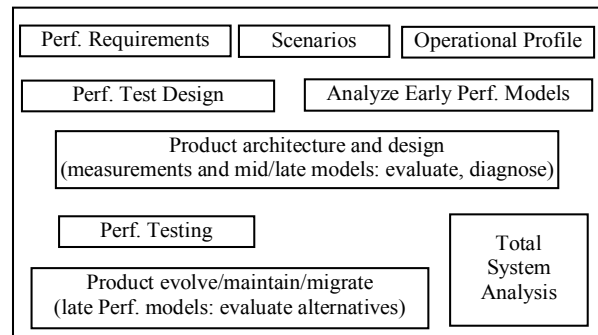 Perf. Requirements
Scenarios
Operational Profile
Perf. Test Design
Analyze Early Perf. Models
Product architecture and design
(measurements and mid/late models: evaluate, diagnose)
Perf. Testing
Total
System
Analysis
Product evolve/maintain/migrate
(late Perf. models: evaluate alternatives)